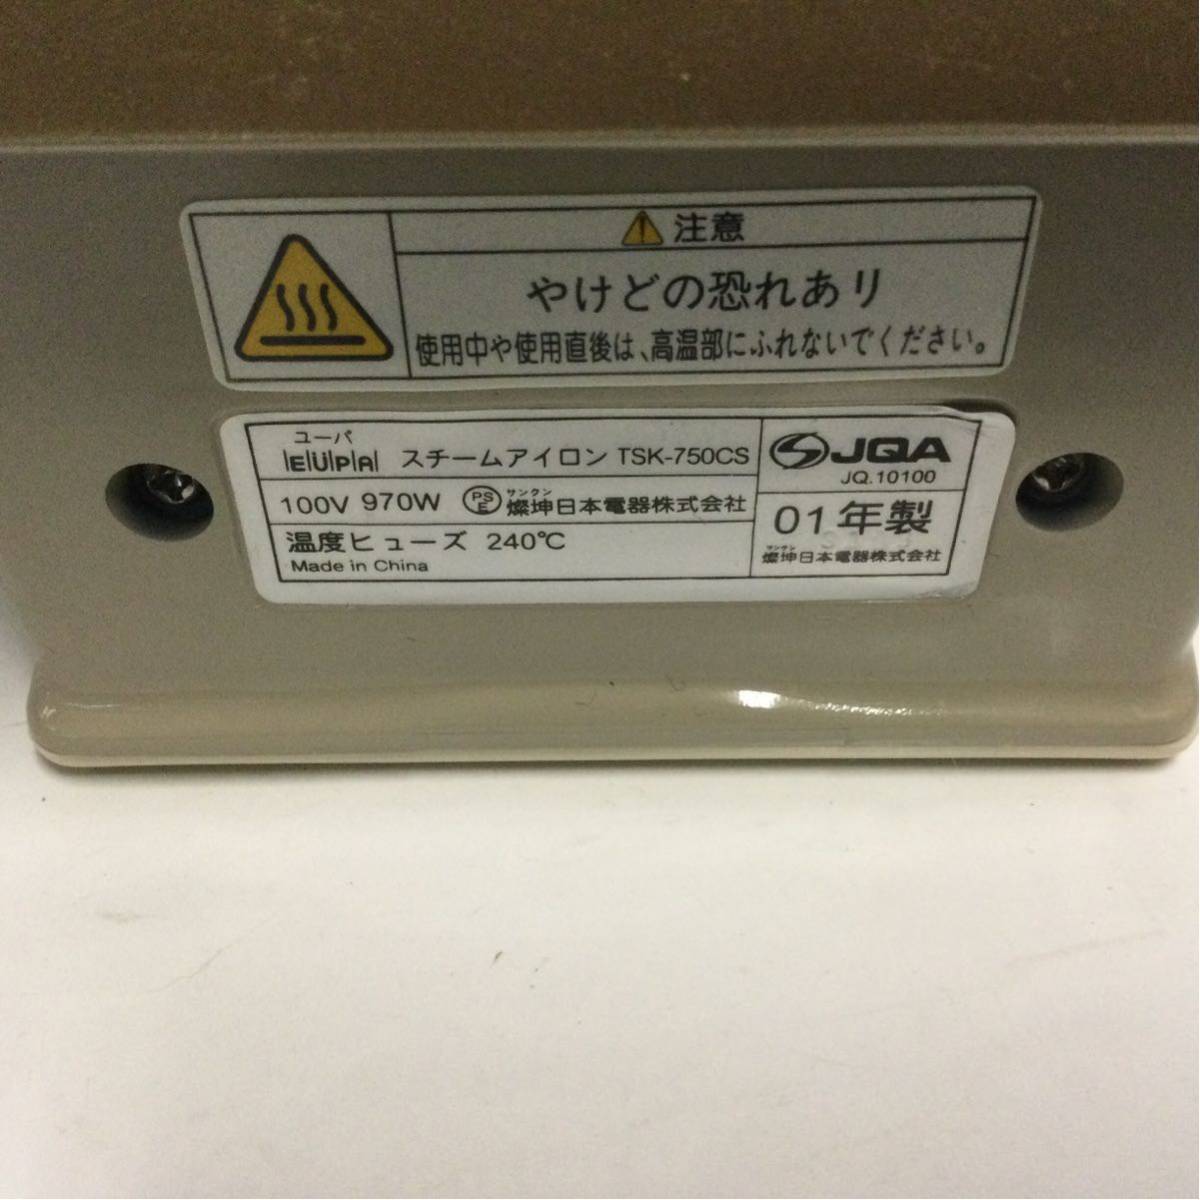 注意
やけどの恐れあり
使用中や使用直後は、高温部にふれないでください。
ユーパ
EUPA スチームアイロン TSK-750CS
100V 970W PSE サンクン 燦坤日本電器株式会社
温度ヒューズ 240℃
Made in China
JQA
JQ.10100
01年製
サンクン
燦坤日本電器株式会社